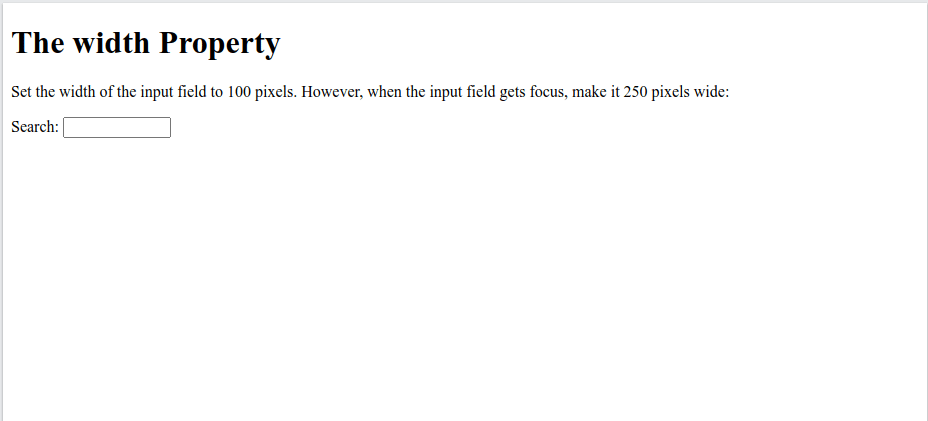 The width Property
Set the width of the input field to 100 pixels. However, when the input field gets focus, make it 250 pixels wide:
Search: